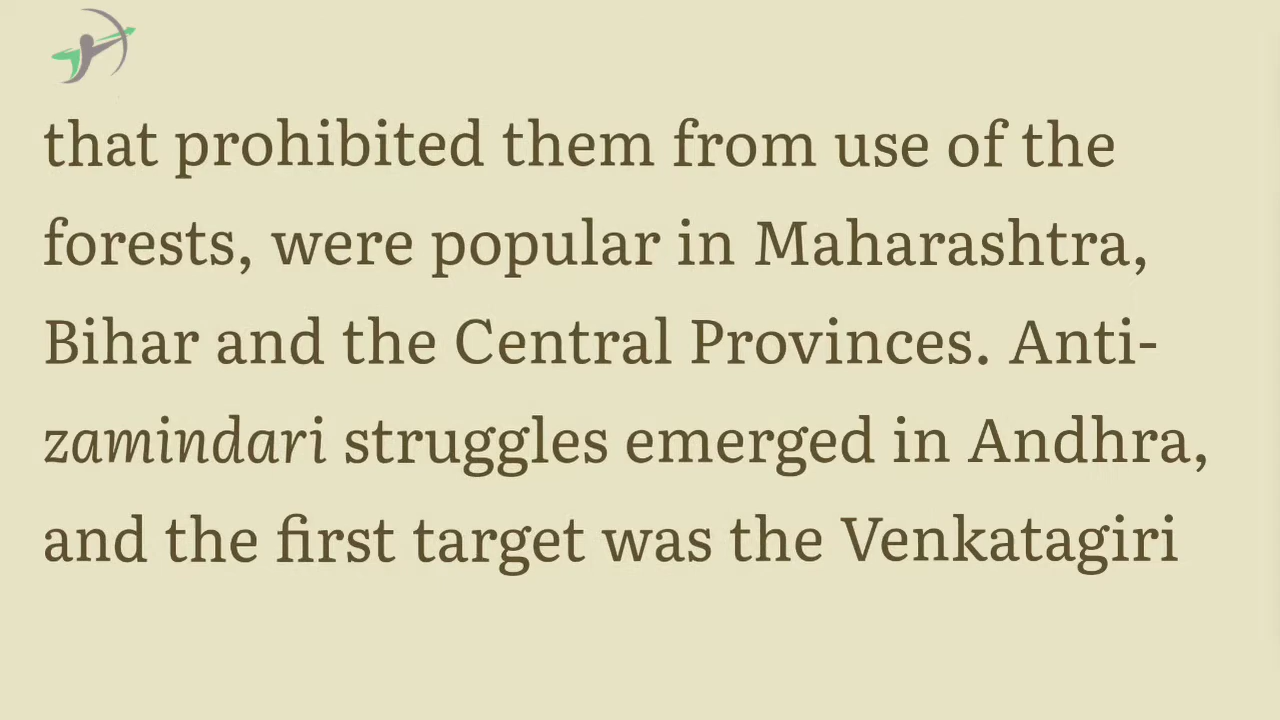 that prohibited them from use of the
forests, were popular in Maharashtra,
Bihar and the Central Provinces. Anti-
zamindari struggles emerged in Andhra,
and the first target was the Venkatagiri